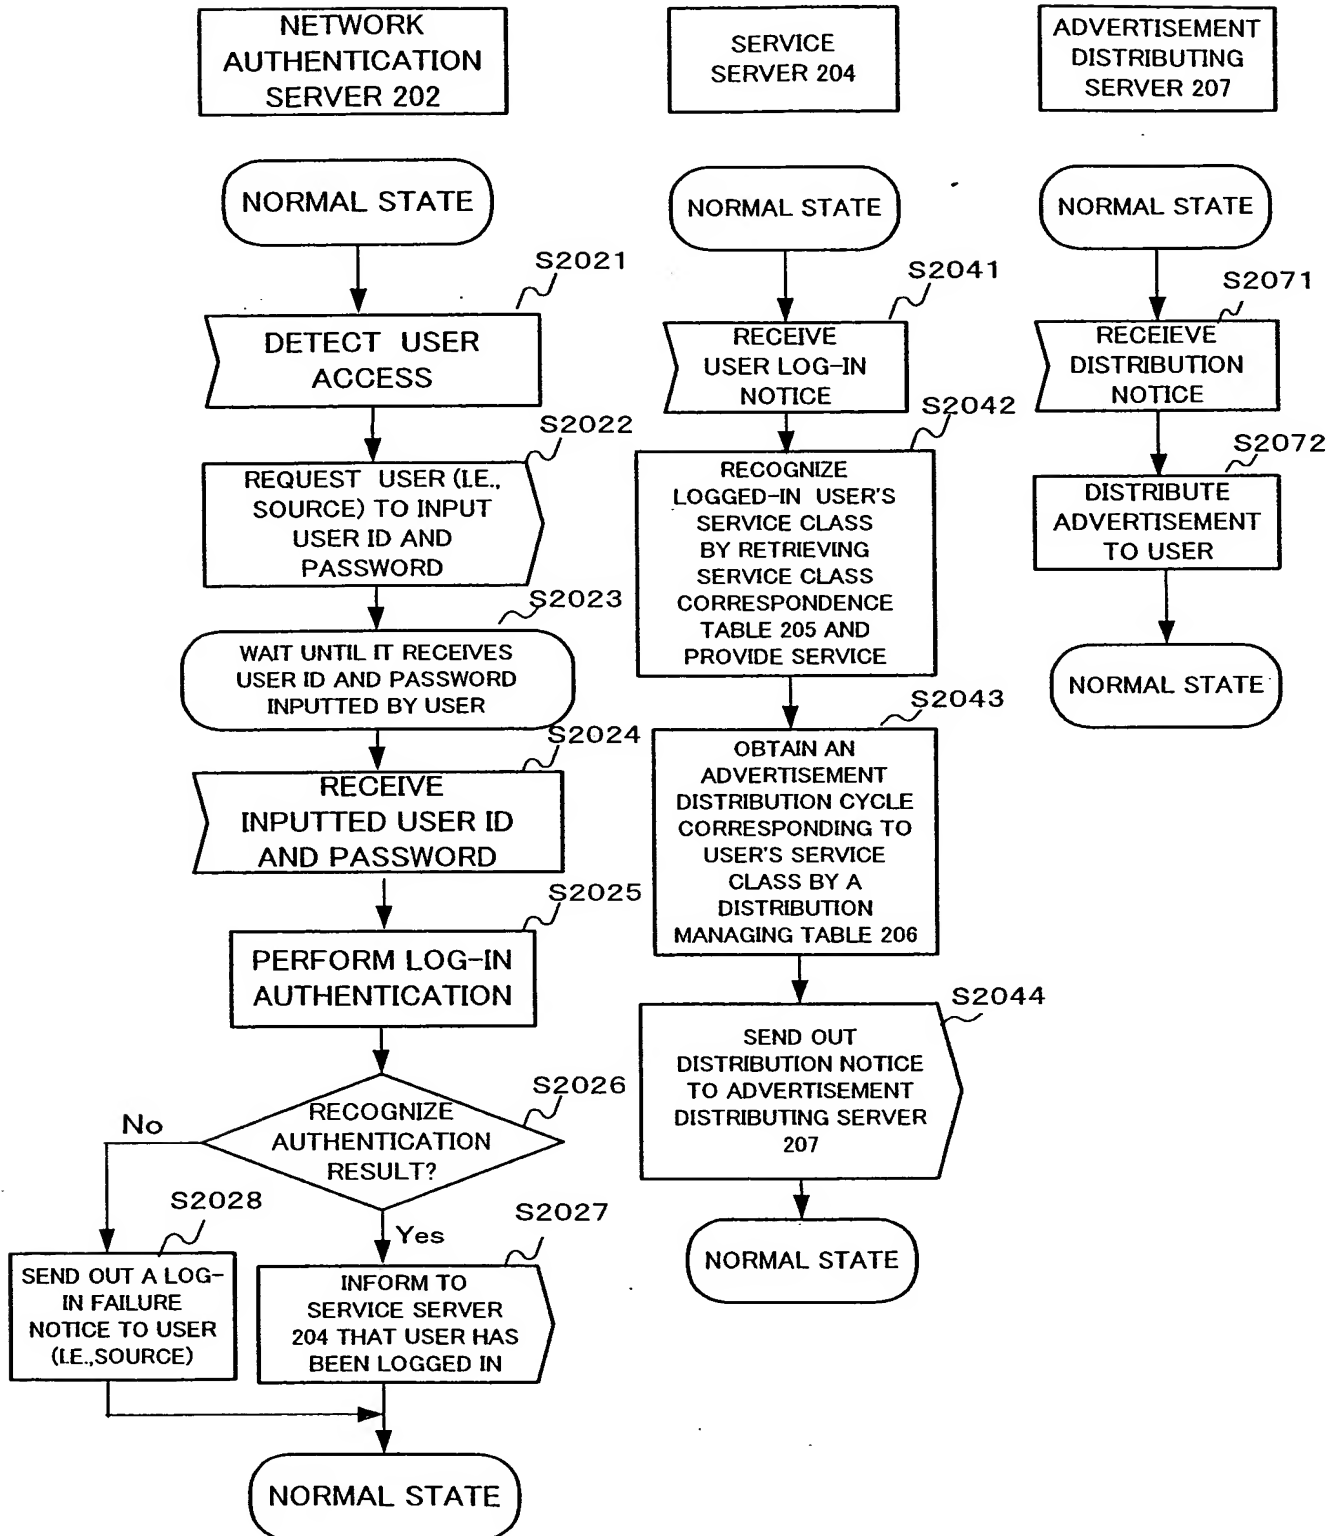 NETWORK
AUTHENTICATION
SERVER 202
NORMAL STATE
S2021
DETECT USER
ACCESS
S2022
REQUEST USER (I.E.,
SOURCE) TO INPUT
USER ID AND
PASSWORD
S2023
WAIT UNTIL IT RECEIVES
USER ID AND PASSWORD
INPUTTED BY USER
S2024
RECEIVE
INPUTTED USER ID
AND PASSWORD
S2025
PERFORM LOG-IN
AUTHENTICATION
S2026
RECOGNIZE
AUTHENTICATION
RESULT?
No
Yes
S2028
SEND OUT A LOG-
IN FAILURE
NOTICE TO USER
(I.E.,SOURCE)
S2027
INFORM TO
SERVICE SERVER
204 THAT USER HAS
BEEN LOGGED IN
NORMAL STATE
SERVICE
SERVER 204
NORMAL STATE
S2041
RECEIVE
USER LOG-IN
NOTICE
S2042
RECOGNIZE
LOGGED-IN USER'S
SERVICE CLASS
BY RETRIEVING
SERVICE CLASS
CORRESPONDENCE
TABLE 205 AND
PROVIDE SERVICE
S2043
OBTAIN AN
ADVERTISEMENT
DISTRIBUTION CYCLE
CORRESPONDING TO
USER'S SERVICE
CLASS BY A
DISTRIBUTION
MANAGING TABLE 206
S2044
SEND OUT
DISTRIBUTION NOTICE
TO ADVERTISEMENT
DISTRIBUTING SERVER
207
NORMAL STATE
ADVERTISEMENT
DISTRIBUTING
SERVER 207
NORMAL STATE
S2071
RECEIEVE
DISTRIBUTION
NOTICE
S2072
DISTRIBUTE
ADVERTISEMENT
TO USER
NORMAL STATE